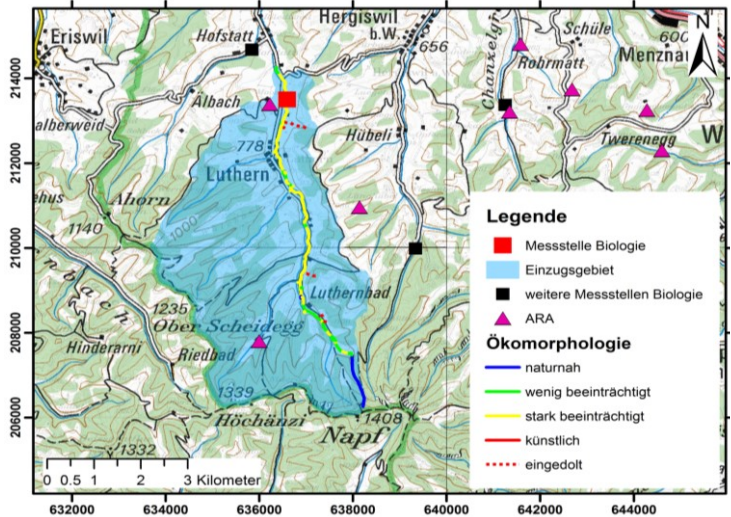 Eriswil
Hofstatt
Hergiswil
b.W.
656
Chanxelgr
Schüle
600
Menznau
Rohrmatt
N
214000
Älbach
alberweid
Hübeli
Twerenegg
W
778
Luthern
212000
ehus
Ahorn
1140
1000
210000
nbach
1235
Luthernbad
Ober Scheidegg
208000
Hinderarni
Riedbad
1339
Höchänzi
1408
Napf
206000
1332
0 0.5 1 2 3 Kilometer
Legende
Messstelle Biologie
Einzugsgebiet
weitere Messstellen Biologie
ARA
Ökomorphologie
naturnah
wenig beeinträchtigt
stark beeinträchtigt
künstlich
eingedolt
632000 634000 636000 638000 640000 642000 644000